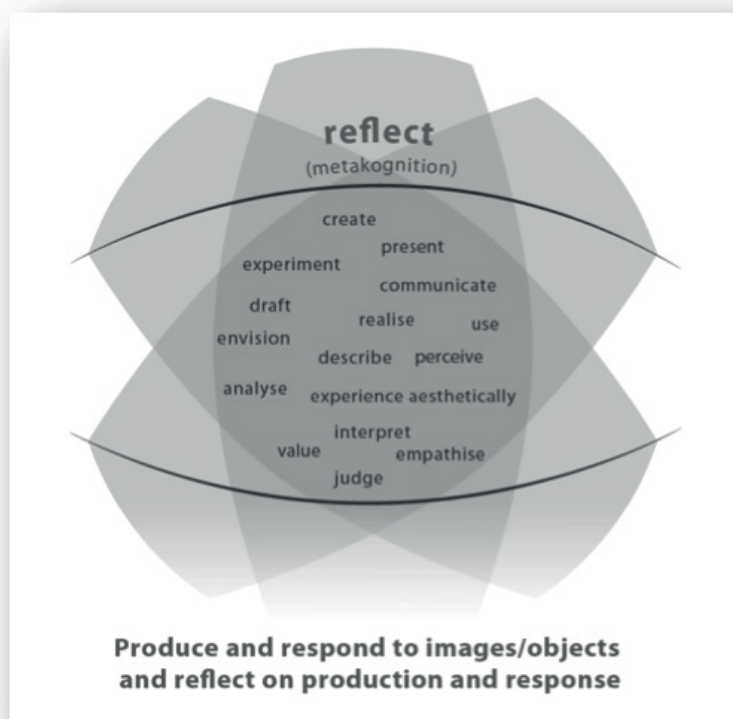 reflect
(metakognition)
create
present
experiment
communicate
draft
realise
use
envision
describe perceive
analyse
experience aesthetically
interpret
value
empathise
judge
Produce and respond to images/objects
and reflect on production and response